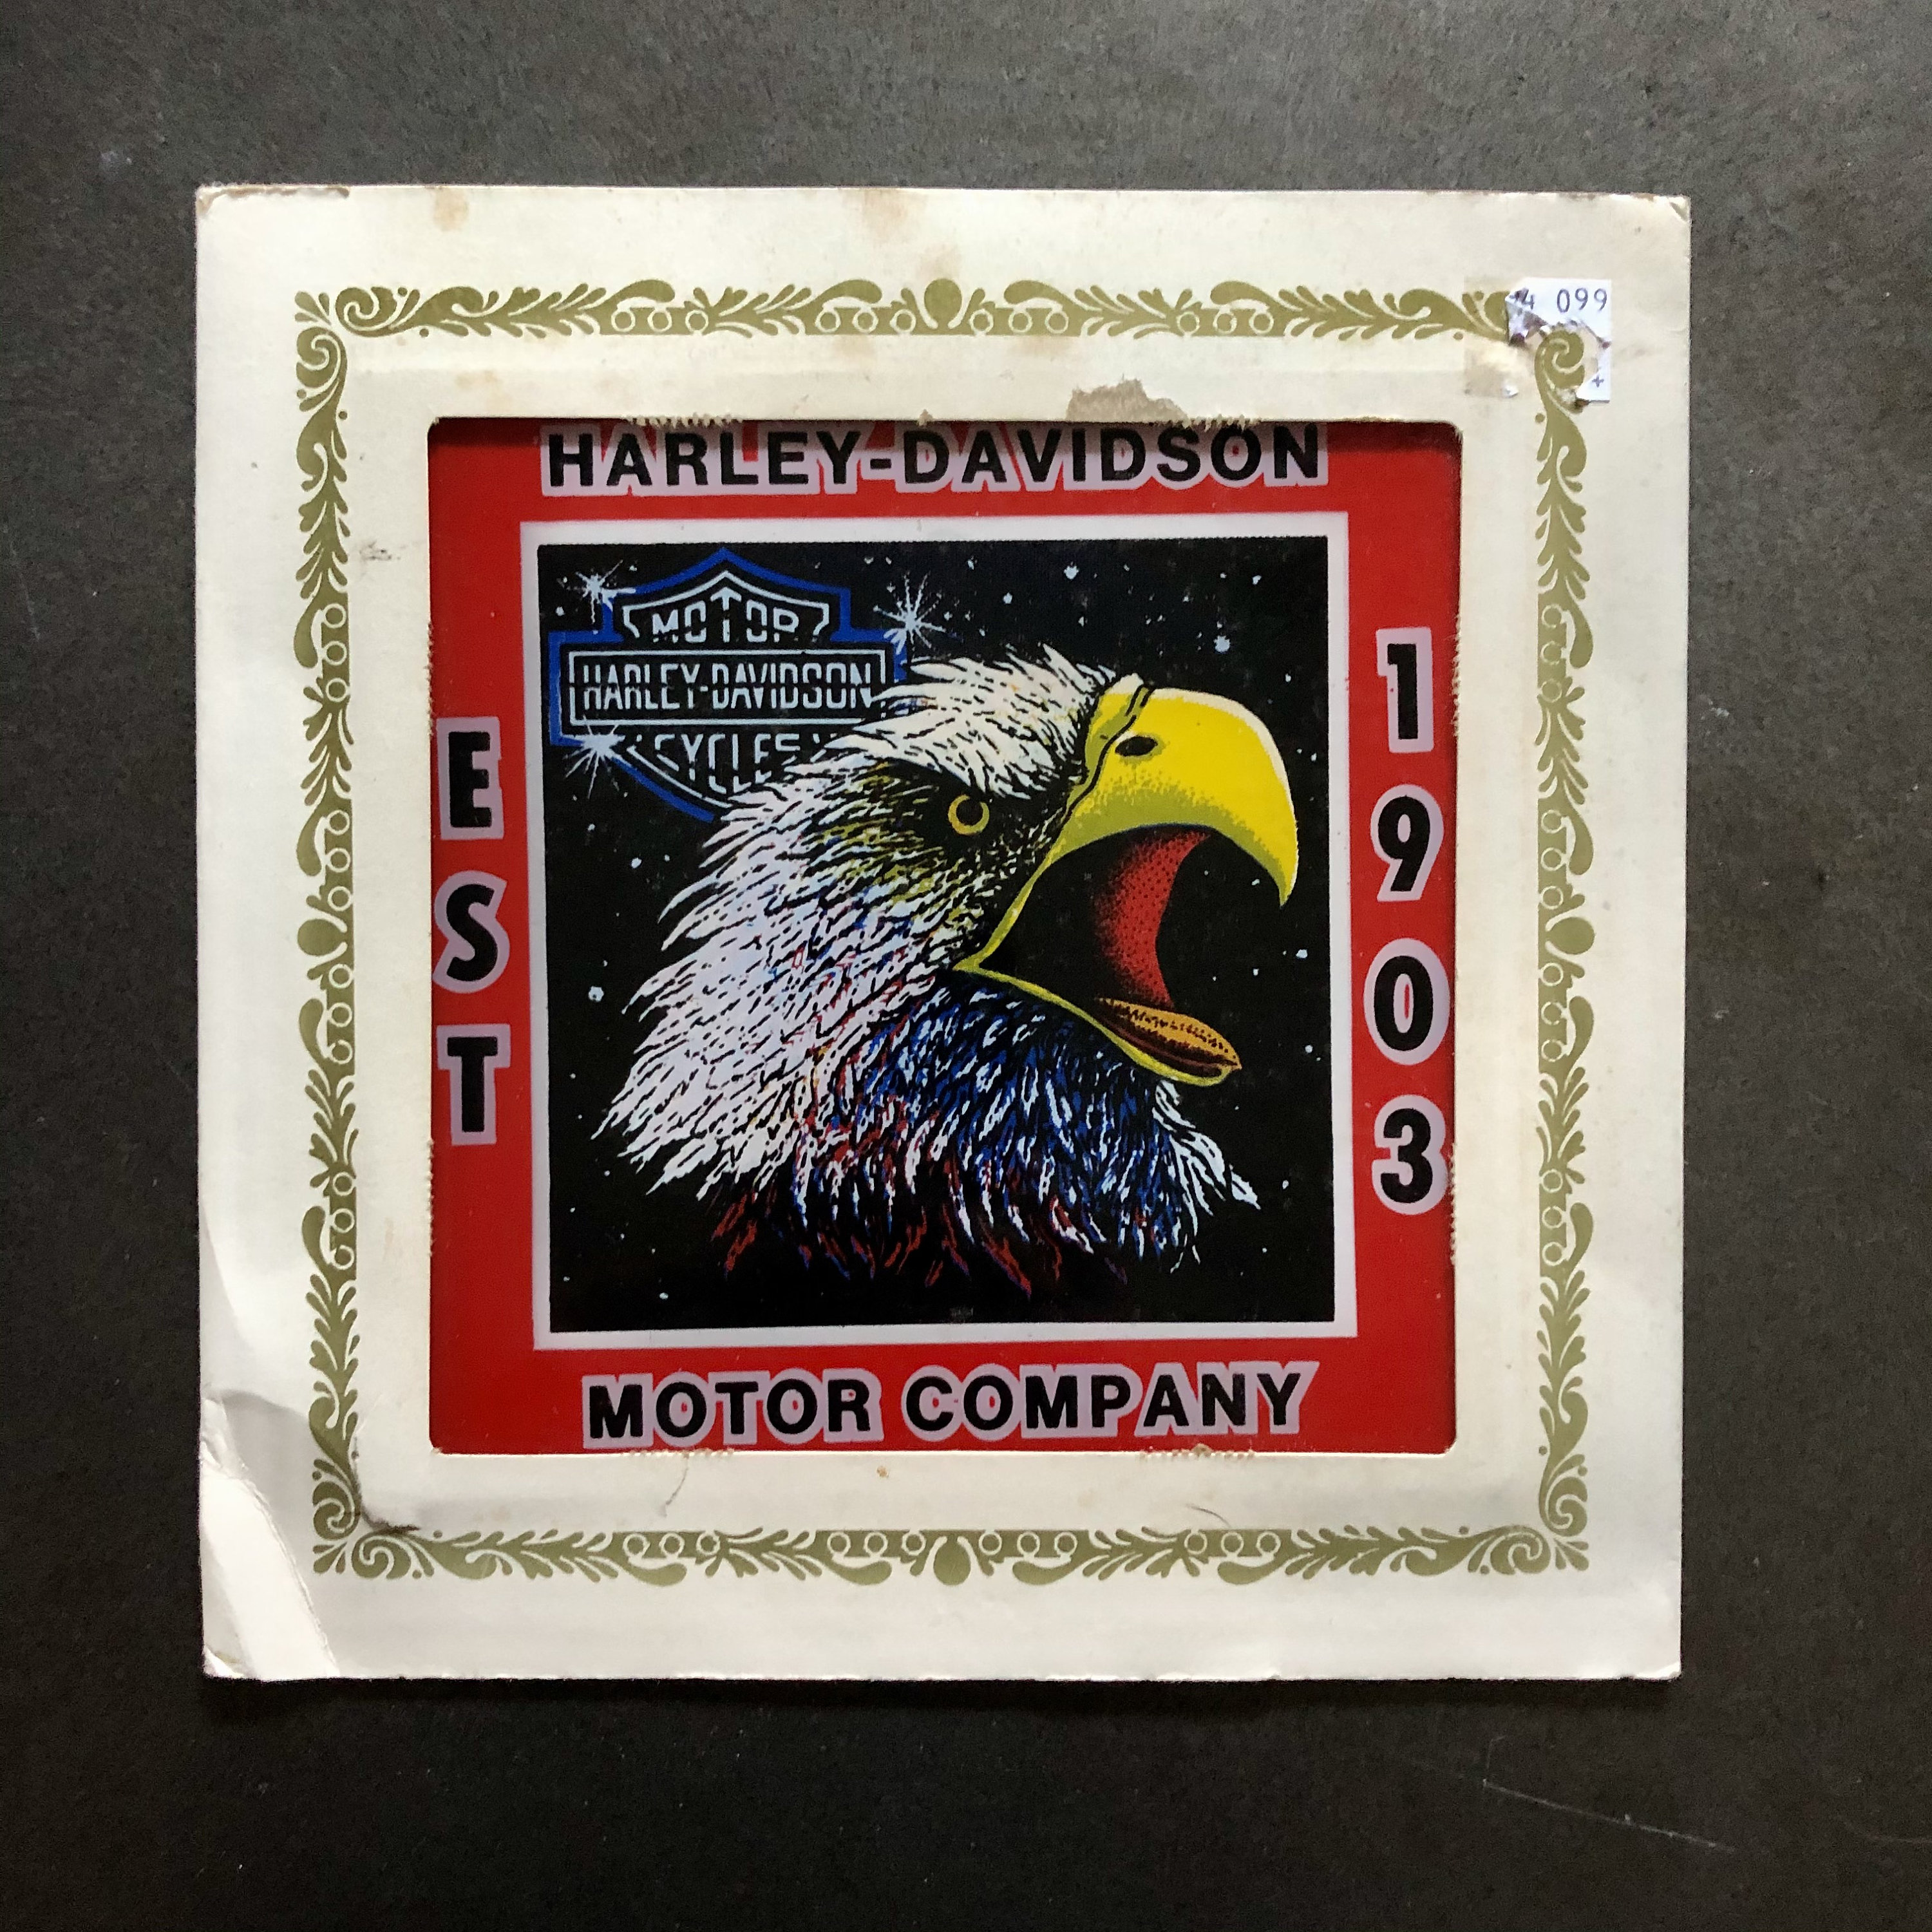 4 099
+
HARLEY-DAVIDSON
MOTOR
HARLEY-DAVIDSON
CYCLES
EST
1903
MOTOR COMPANY